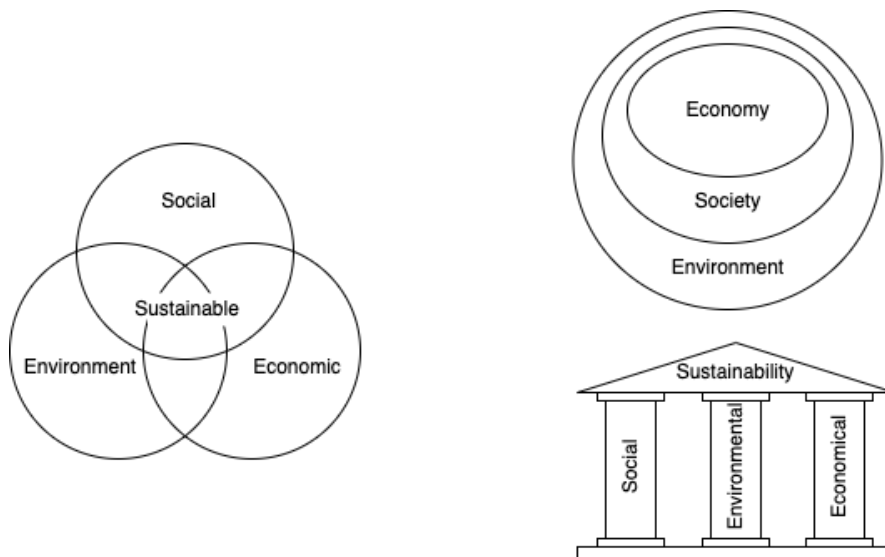 Social
Sustainable
Environment
Economic
Economy
Society
Environment
Sustainability
Social
Environmental
Economical